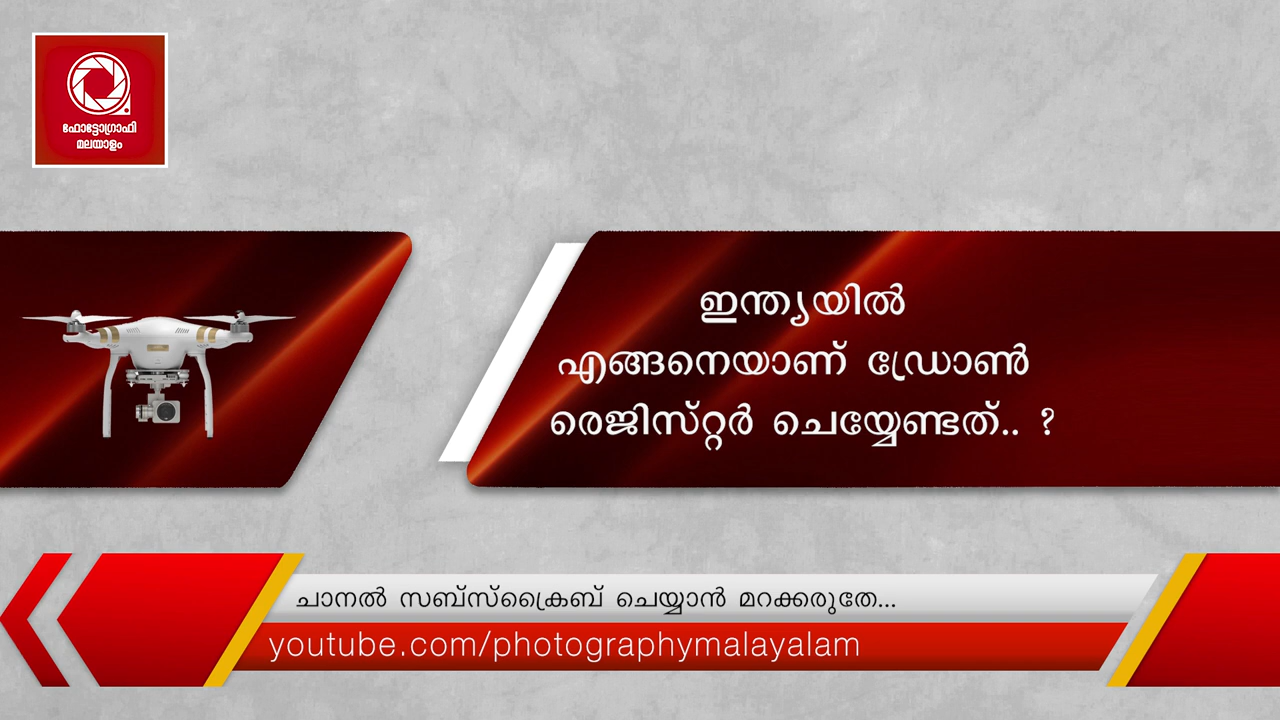 ഫോട്ടോഗ്രാഫി
മലയാളം
ഇന്ത്യയിൽ
എങ്ങനെയാണ് ഡ്രോൺ
രെജിസ്റ്റർ ചെയ്യേണ്ടത്.. ?
ചാനൽ സബ്സ്ക്രൈബ് ചെയ്യാൻ മറക്കരുതേ...
youtube.com/photographymalayalam